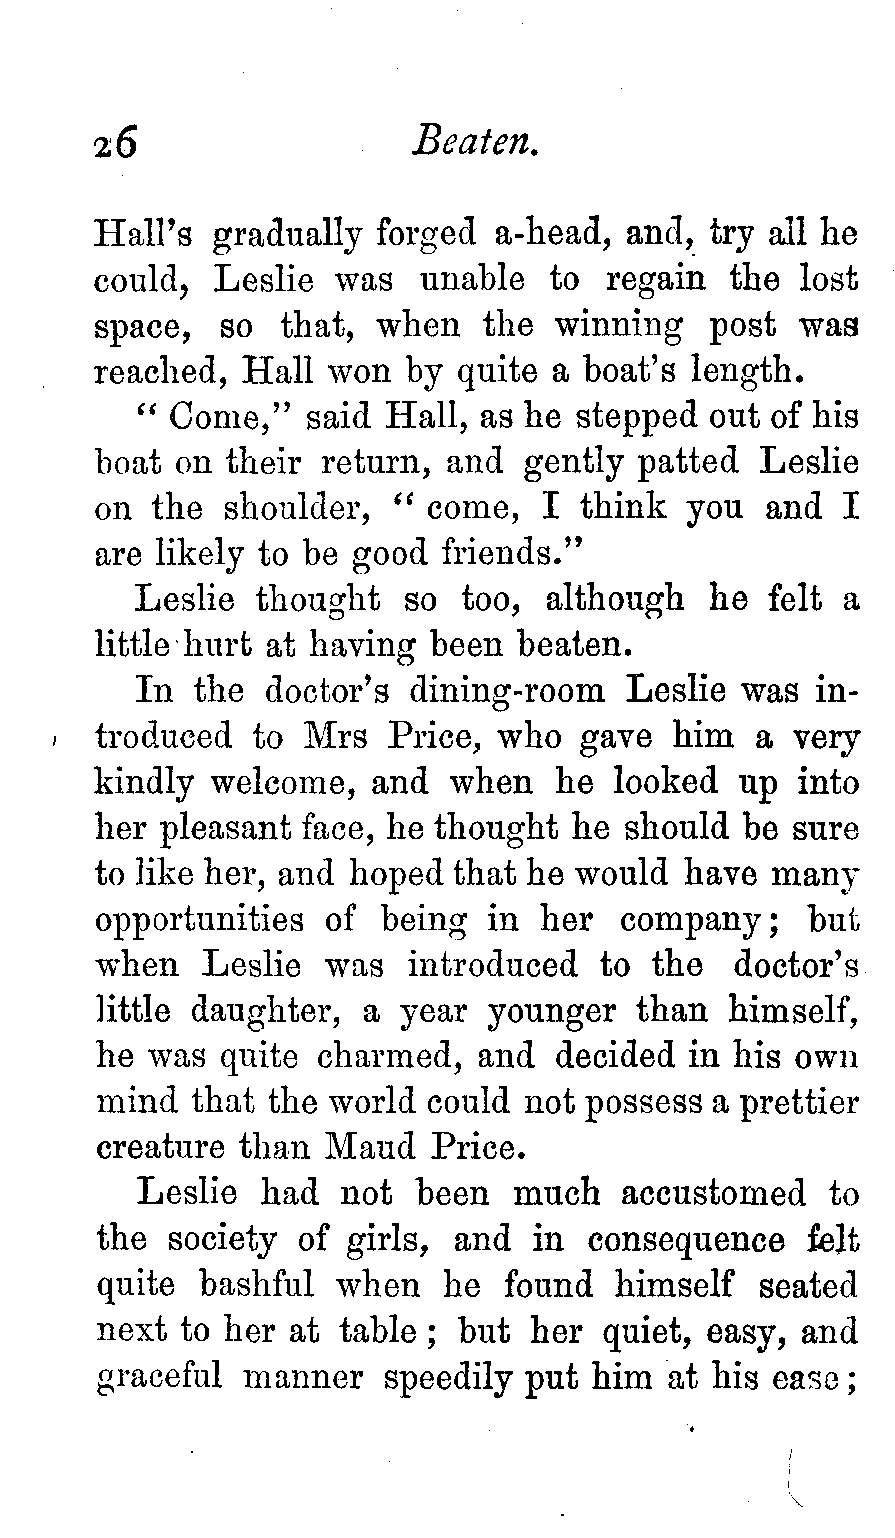 26 Beaten.
Hall's gradually forged a-head, and, try all he
could, Leslie was unable to regain the lost
space, so that, when the winning post was
reached, Hall won by quite a boat's length.
“ Come,” said Hall, as he stepped out of his
boat on their return, and gently patted Leslie
on the shoulder, “ come, I think you and I
are likely to be good friends.”
Leslie thought so too, although he felt a
little hurt at having been beaten.
In the doctor's dining-room Leslie was in-
troduced to Mrs Price, who gave him a very
kindly welcome, and when he looked up into
her pleasant face, he thought he should be sure
to like her, and hoped that he would have many
opportunities of being in her company; but
when Leslie was introduced to the doctor's
little daughter, a year younger than himself,
he was quite charmed, and decided in his own
mind that the world could not possess a prettier
creature than Maud Price.
Leslie had not been much accustomed to
the society of girls, and in consequence felt
quite bashful when he found himself seated
next to her at table ; but her quiet, easy, and
graceful manner speedily put him at his ease ;